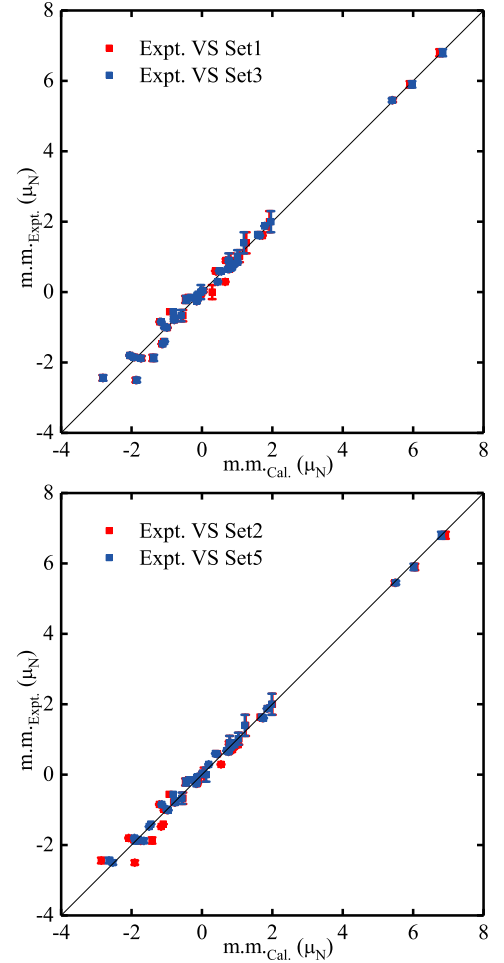 8
6
4
2
0
-2
-4
m.m.Expt. (μN)
Expt. VS Set1
Expt. VS Set3
-4 -2 0 2 4 6 8
m.m.Cal. (μN)
8
6
4
2
0
-2
-4
m.m.Expt. (μN)
Expt. VS Set2
Expt. VS Set5
-4 -2 0 2 4 6 8
m.m.Cal. (μN)